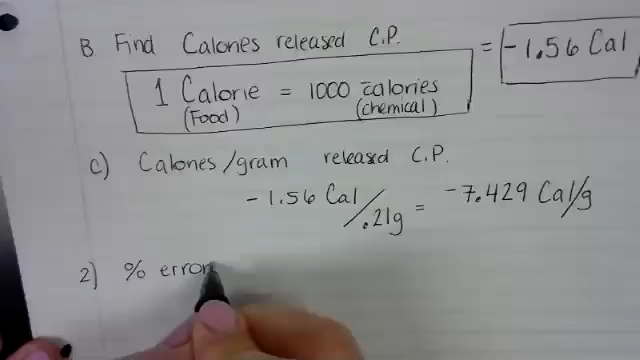 B Find Calories released C.P.
= -1.56 Cal
1 Calorie = 1000 calories
(Food) (chemical)
c) Calories/gram released C.P.
-1.56 Cal/.21g = -7.429 Cal/g
2) % error